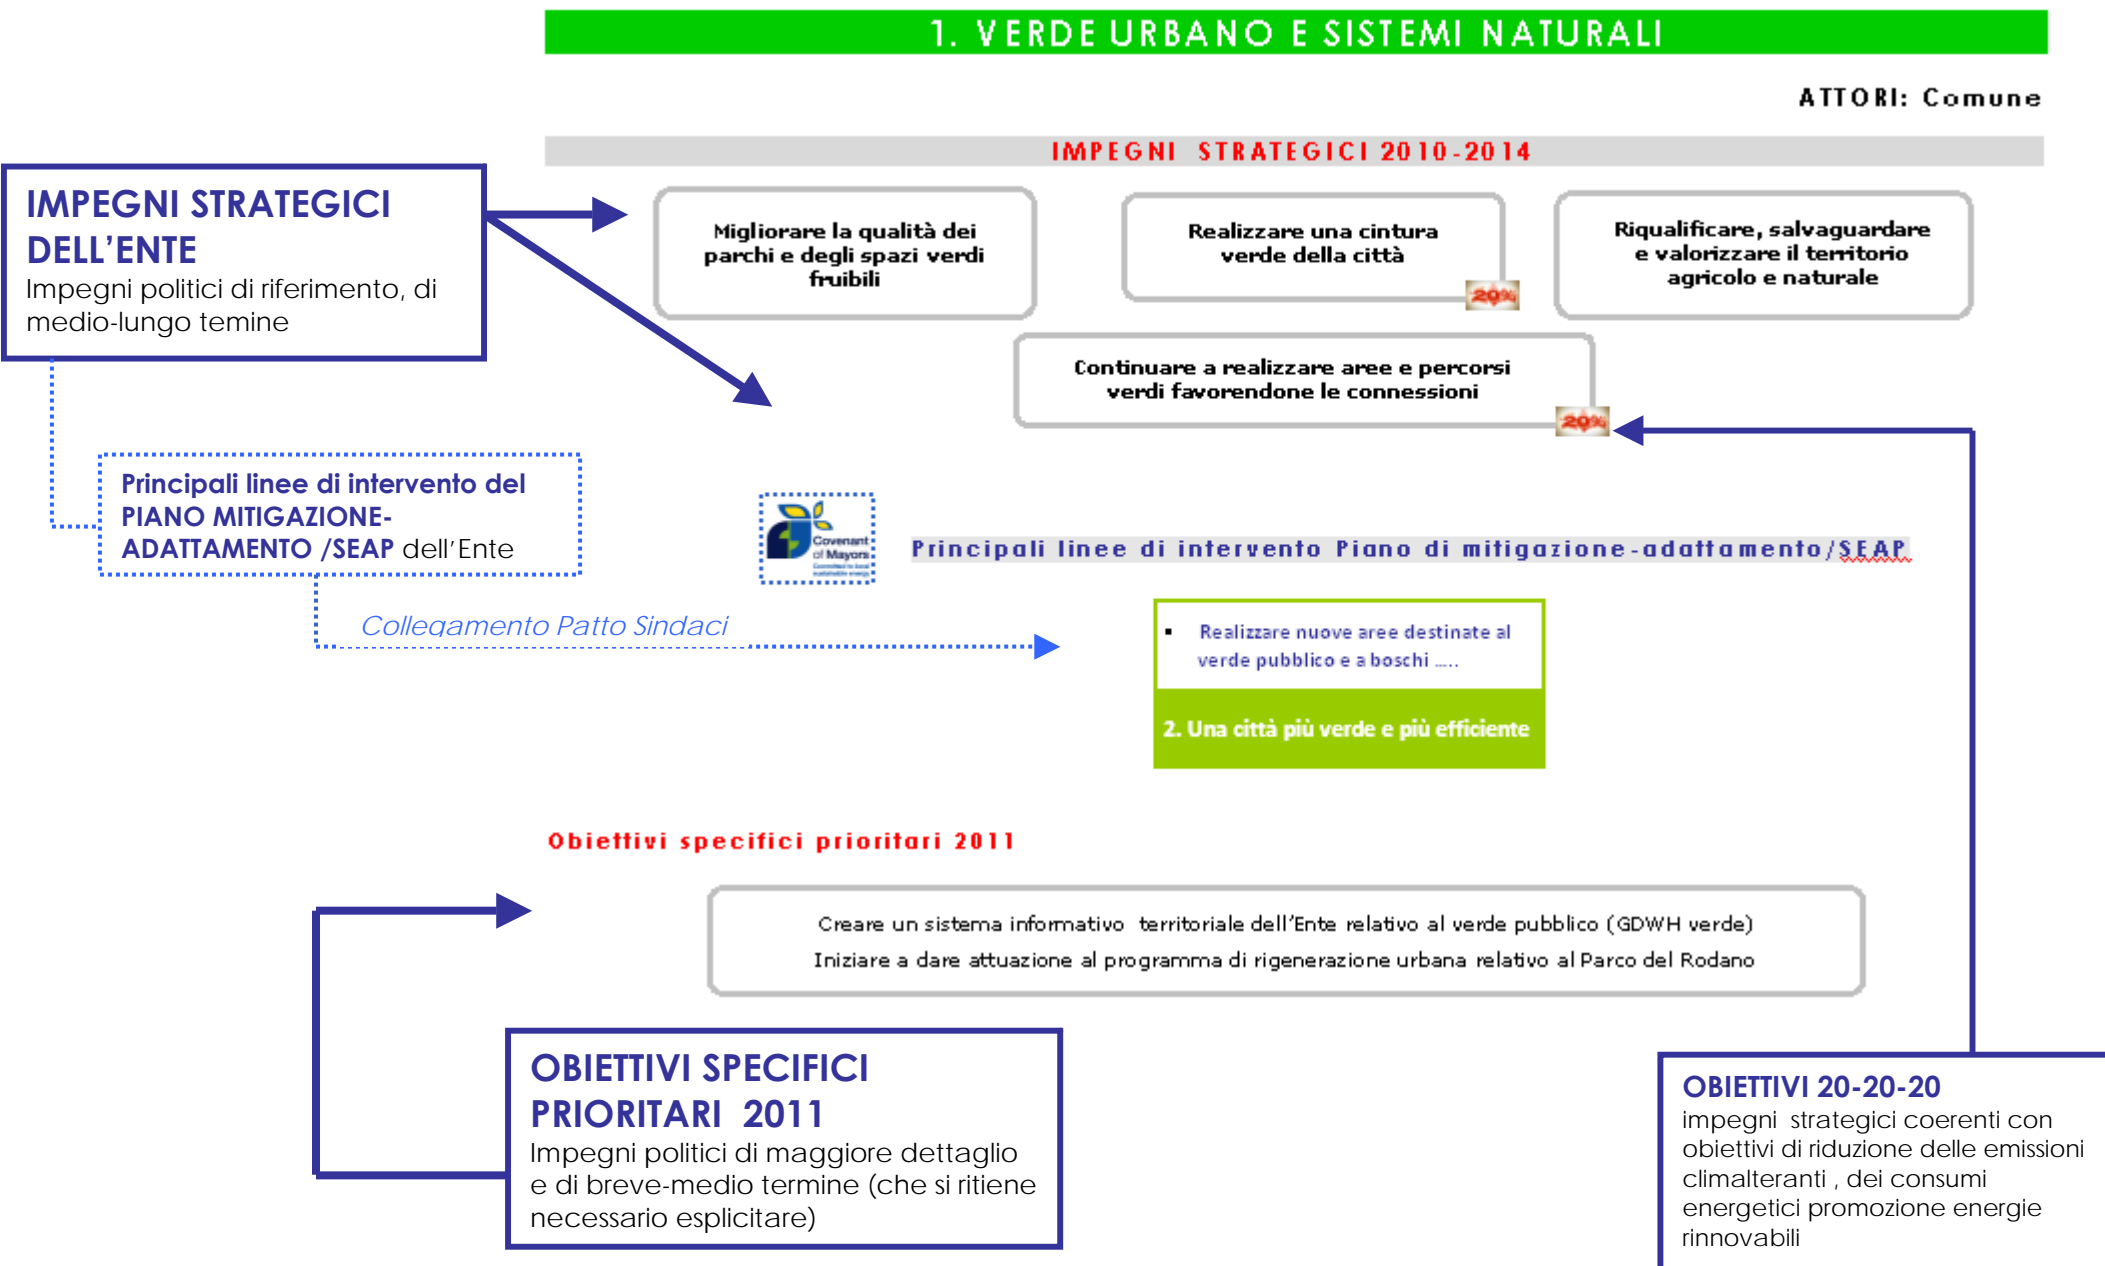 1. VERDE URBANO E SISTEMI NATURALI
ATTORI: Comune
IMPEGNI STRATEGICI 2010-2014
IMPEGNI STRATEGICI
DELL'ENTE
Impegni politici di riferimento, di
medio-lungo temine
Migliorare la qualità dei
parchi e degli spazi verdi
fruibili
Realizzare una cintura
verde della città
20%
Riqualificare, salvaguardare
e valorizzare il territorio
agricolo e naturale
Continuare a realizzare aree e percorsi
verdi favorendone le connessioni
20%
Principali linee di intervento del
PIANO MITIGAZIONE-
ADATTAMENTO /SEAP dell'Ente
Covenant
of Mayors
Committed to local
sustainable energy
Principali linee di intervento Piano di mitigazione-adattamento/SEAP
Collegamento Patto Sindaci
▪ Realizzare nuove aree destinate al
verde pubblico e a boschi .....
2. Una città più verde e più efficiente
Obiettivi specifici prioritari 2011
Creare un sistema informativo territoriale dell'Ente relativo al verde pubblico (GDWH verde)
Iniziare a dare attuazione al programma di rigenerazione urbana relativo al Parco del Rodano
OBIETTIVI SPECIFICI
PRIORITARI 2011
Impegni politici di maggiore dettaglio
e di breve-medio termine (che si ritiene
necessario esplicitare)
OBIETTIVI 20-20-20
impegni strategici coerenti con
obiettivi di riduzione delle emissioni
climalteranti , dei consumi
energetici promozione energie
rinnovabili